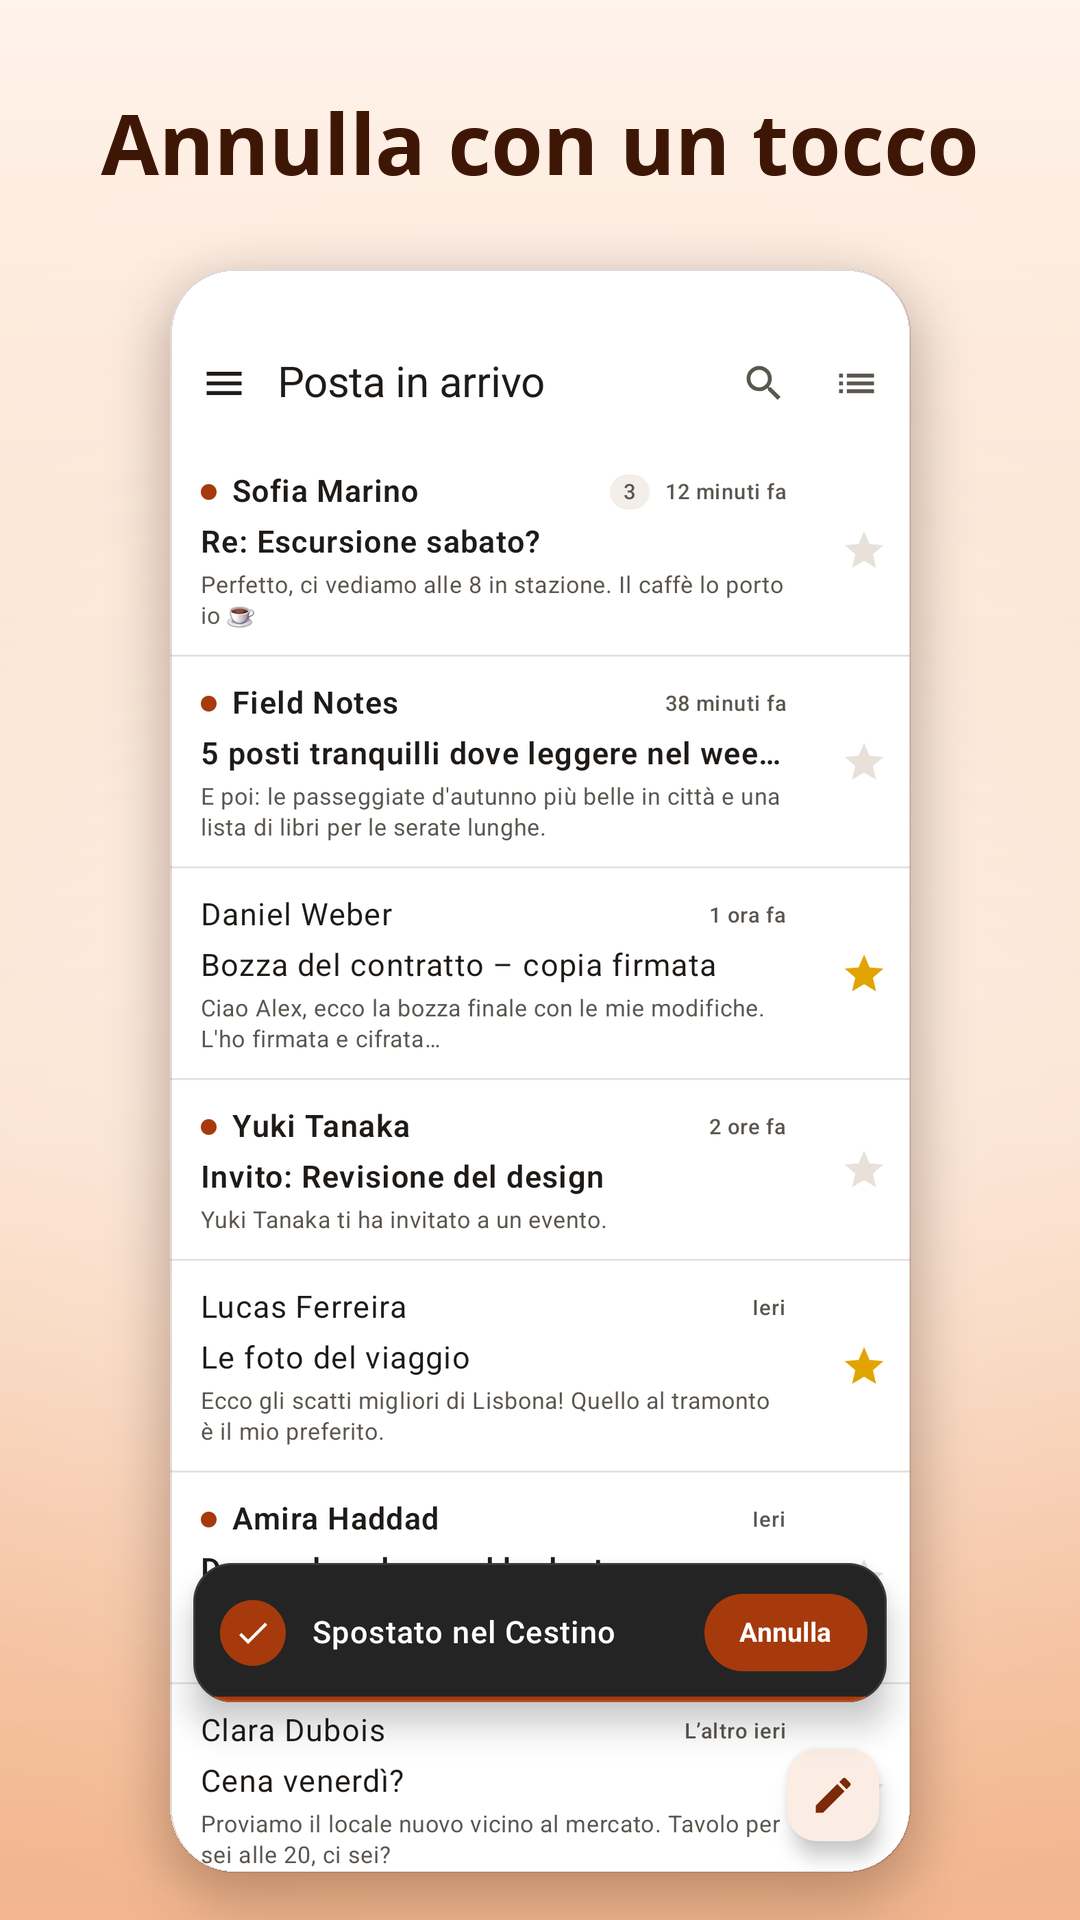 Annulla con un tocco
Posta in arrivo
Sofia Marino 3 12 minuti fa
Re: Escursione sabato?
Perfetto, ci vediamo alle 8 in stazione. Il caffè lo porto
io ☕
Field Notes 38 minuti fa
5 posti tranquilli dove leggere nel wee…
E poi: le passeggiate d'autunno più belle in città e una
lista di libri per le serate lunghe.
Daniel Weber 1 ora fa
Bozza del contratto – copia firmata
Ciao Alex, ecco la bozza finale con le mie modifiche.
L'ho firmata e cifrata…
Yuki Tanaka 2 ore fa
Invito: Revisione del design
Yuki Tanaka ti ha invitato a un evento.
Lucas Ferreira Ieri
Le foto del viaggio
Ecco gli scatti migliori di Lisbona! Quello al tramonto
è il mio preferito.
Amira Haddad Ieri
Spostato nel Cestino Annulla
Clara Dubois L’altro ieri
Cena venerdì?
Proviamo il locale nuovo vicino al mercato. Tavolo per
sei alle 20, ci sei?